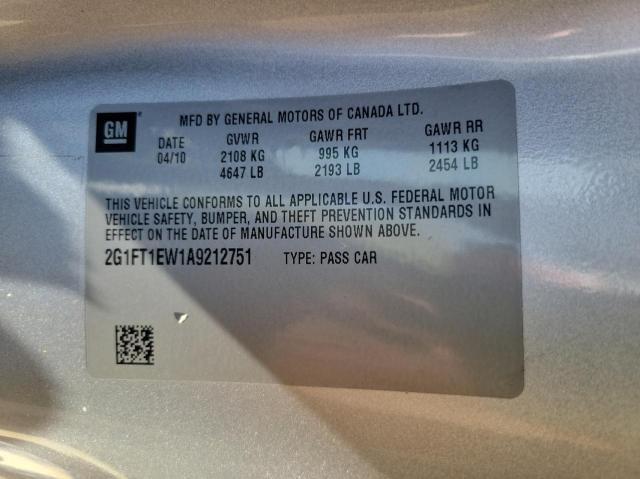 GM
MFD BY GENERAL MOTORS OF CANADA LTD.
DATE GVWR GAWR FRT GAWR RR
04/10 2108 KG 995 KG 1113 KG
4647 LB 2193 LB 2454 LB
THIS VEHICLE CONFORMS TO ALL APPLICABLE U.S. FEDERAL MOTOR
VEHICLE SAFETY, BUMPER, AND THEFT PREVENTION STANDARDS IN
EFFECT ON THE DATE OF MANUFACTURE SHOWN ABOVE.
2G1FT1EW1A9212751 TYPE: PASS CAR